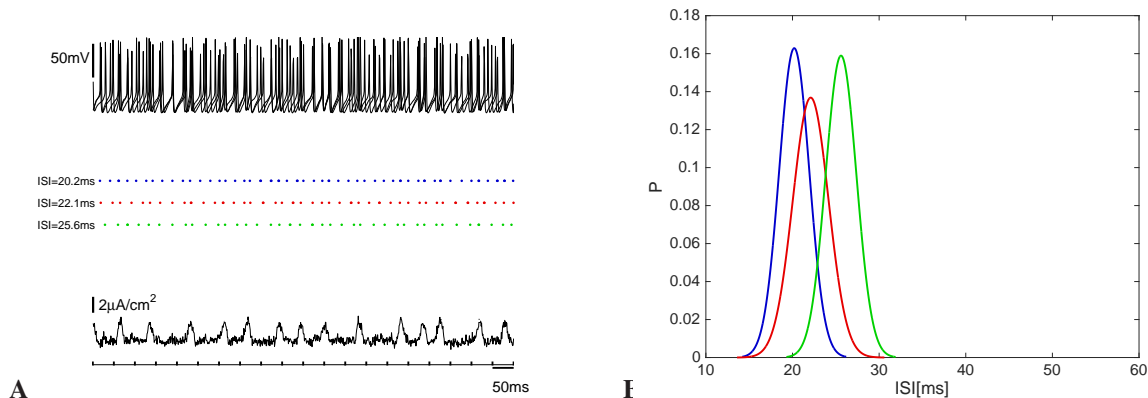 50mV
ISI=20.2ms
ISI=22.1ms
ISI=25.6ms
2μA/cm²
50ms
A
0.18
0.16
0.14
0.12
0.1
0.08
0.06
0.04
0.02
0
P
10 20 30 40 50 60
ISI[ms]